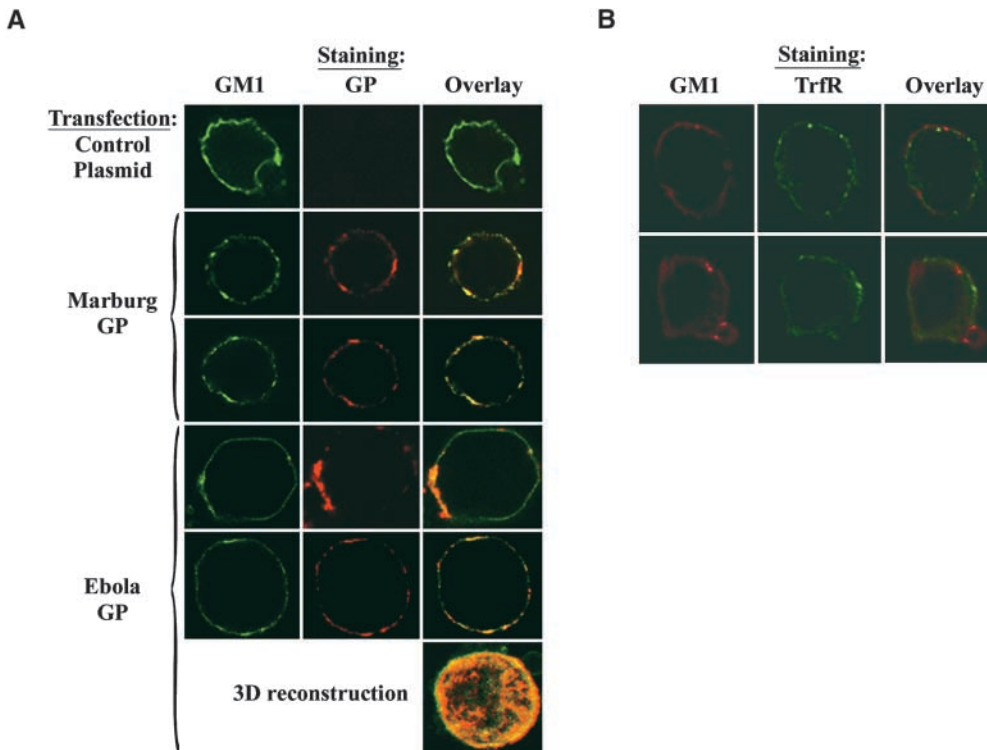 A
Staining:
GM1 GP Overlay
Transfection:
Control
Plasmid
Marburg
GP
Ebola
GP
3D reconstruction
B
Staining:
GM1 TrfR Overlay